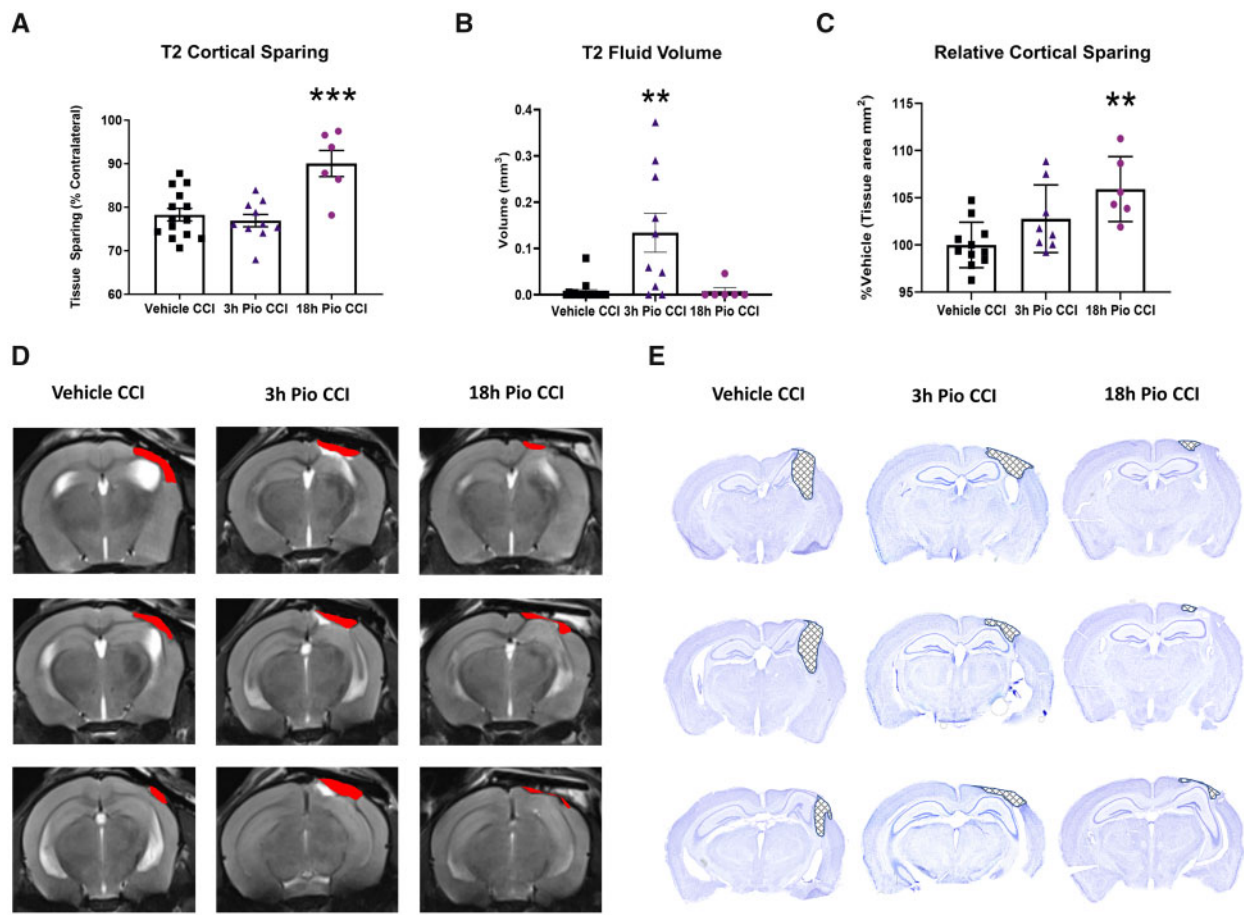 A
T2 Cortical Sparing
***
Tissue Sparing (% Contralateral)
100
90
80
70
60
Vehicle CCI 3h Pio CCI 18h Pio CCI
B
T2 Fluid Volume
**
Volume (mm³)
0.4
0.3
0.2
0.1
0.0
Vehicle CCI 3h Pio CCI 18h Pio CCI
C
Relative Cortical Sparing
**
%Vehicle (Tissue area mm²)
115
110
105
100
95
Vehicle CCI 3h Pio CCI 18h Pio CCI
D
Vehicle CCI 3h Pio CCI 18h Pio CCI
E
Vehicle CCI 3h Pio CCI 18h Pio CCI